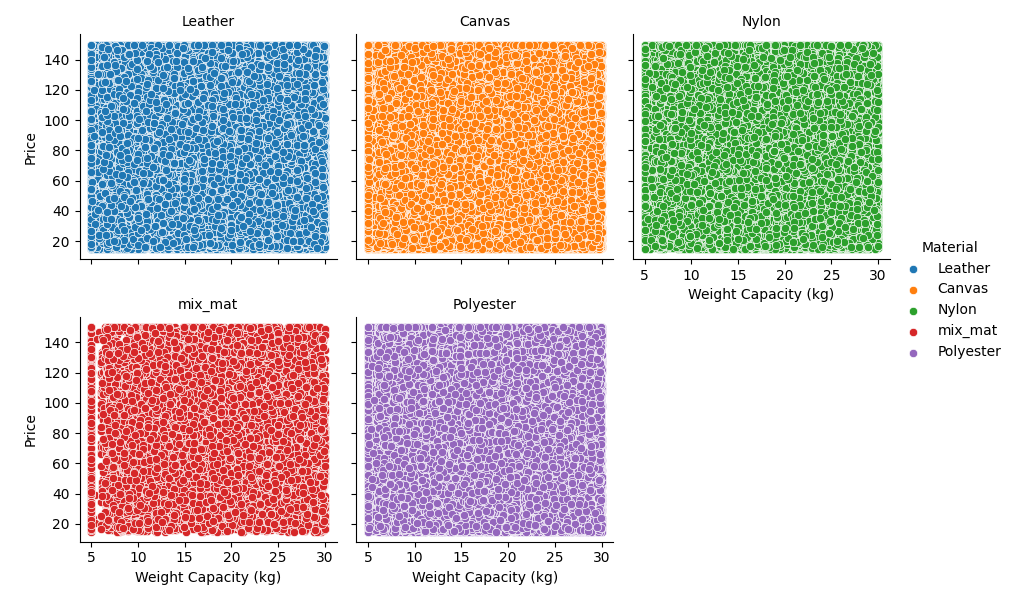 Leather
Canvas
Nylon
Price
140
120
100
80
60
40
20
5 10 15 20 25 30
Weight Capacity (kg)
Material
Leather
Canvas
Nylon
mix_mat
Polyester
mix_mat
Polyester
Price
140
120
100
80
60
40
20
5 10 15 20 25 30
5 10 15 20 25 30
Weight Capacity (kg)
Weight Capacity (kg)